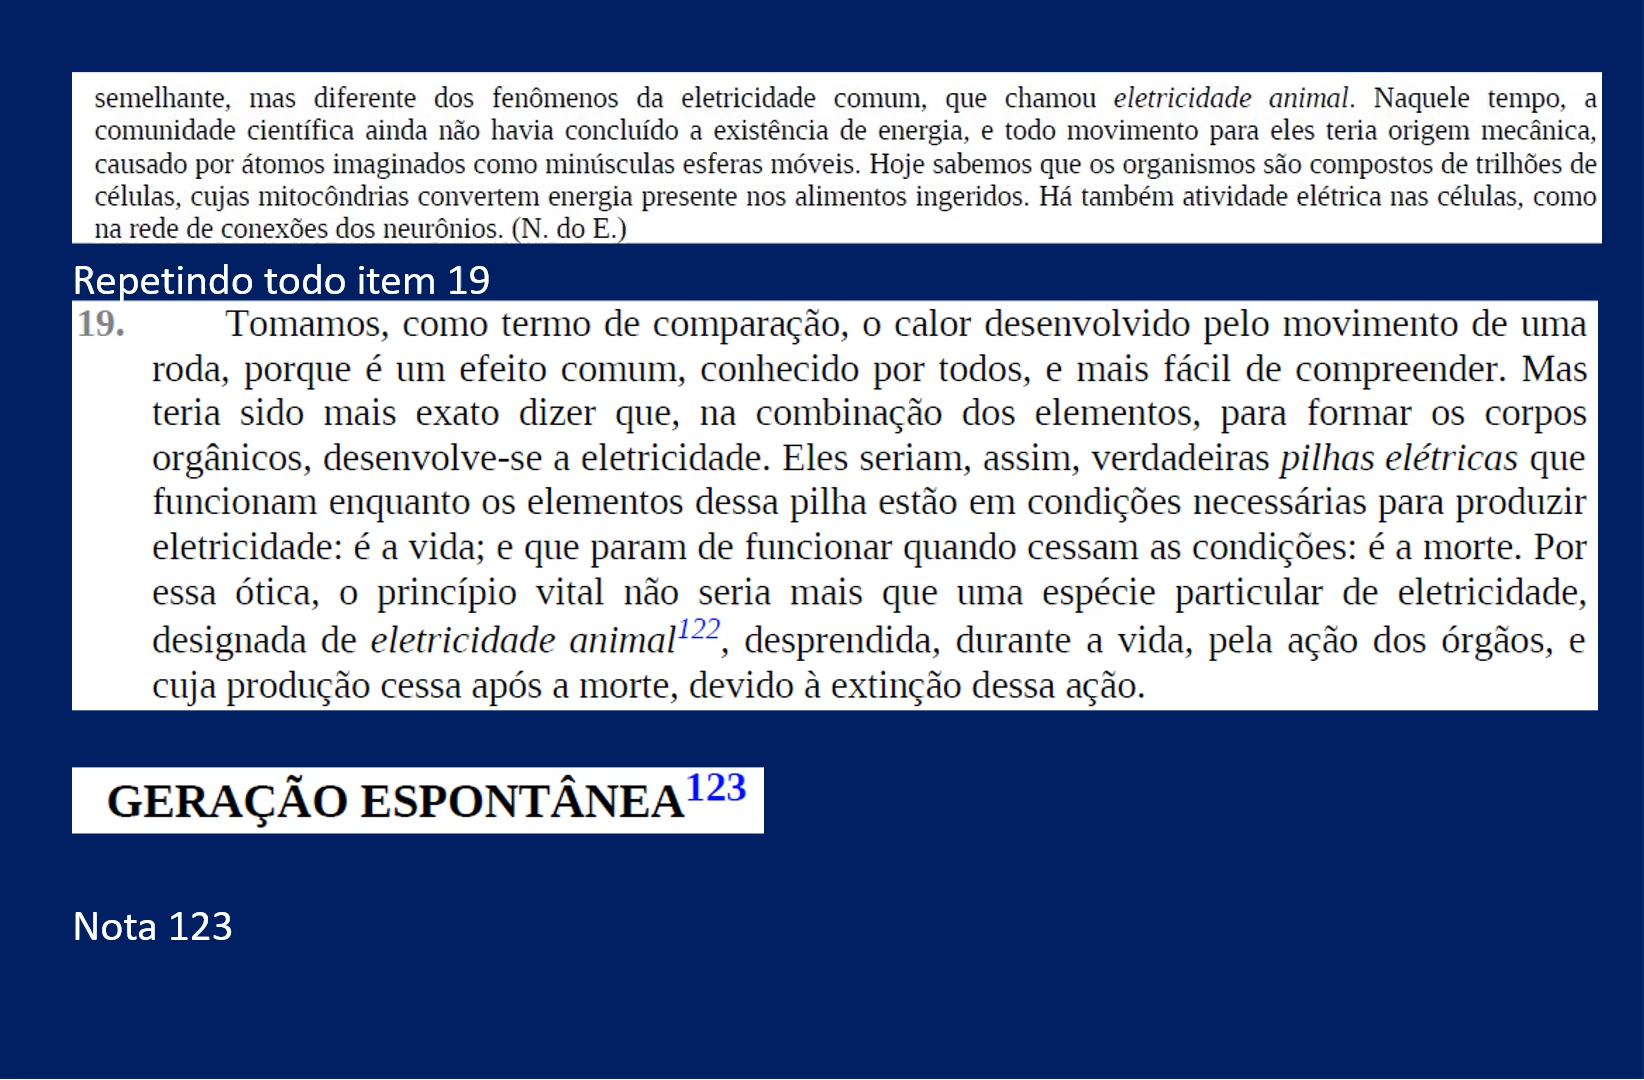 semelhante, mas diferente dos fenômenos da eletricidade comum, que chamou eletricidade animal. Naquele tempo, a
comunidade científica ainda não havia concluído a existência de energia, e todo movimento para eles teria origem mecânica,
causado por átomos imaginados como minúsculas esferas móveis. Hoje sabemos que os organismos são compostos de trilhões de
células, cujas mitocôndrias convertem energia presente nos alimentos ingeridos. Há também atividade elétrica nas células, como
na rede de conexões dos neurônios. (N. do E.)
Repetindo todo item 19
19. Tomamos, como termo de comparação, o calor desenvolvido pelo movimento de uma
roda, porque é um efeito comum, conhecido por todos, e mais fácil de compreender. Mas
teria sido mais exato dizer que, na combinação dos elementos, para formar os corpos
orgânicos, desenvolve-se a eletricidade. Eles seriam, assim, verdadeiras pilhas elétricas que
funcionam enquanto os elementos dessa pilha estão em condições necessárias para produzir
eletricidade: é a vida; e que param de funcionar quando cessam as condições: é a morte. Por
essa ótica, o princípio vital não seria mais que uma espécie particular de eletricidade,
designada de eletricidade animal122, desprendida, durante a vida, pela ação dos órgãos, e
cuja produção cessa após a morte, devido à extinção dessa ação.
GERAÇÃO ESPONTÂNEA123
Nota 123